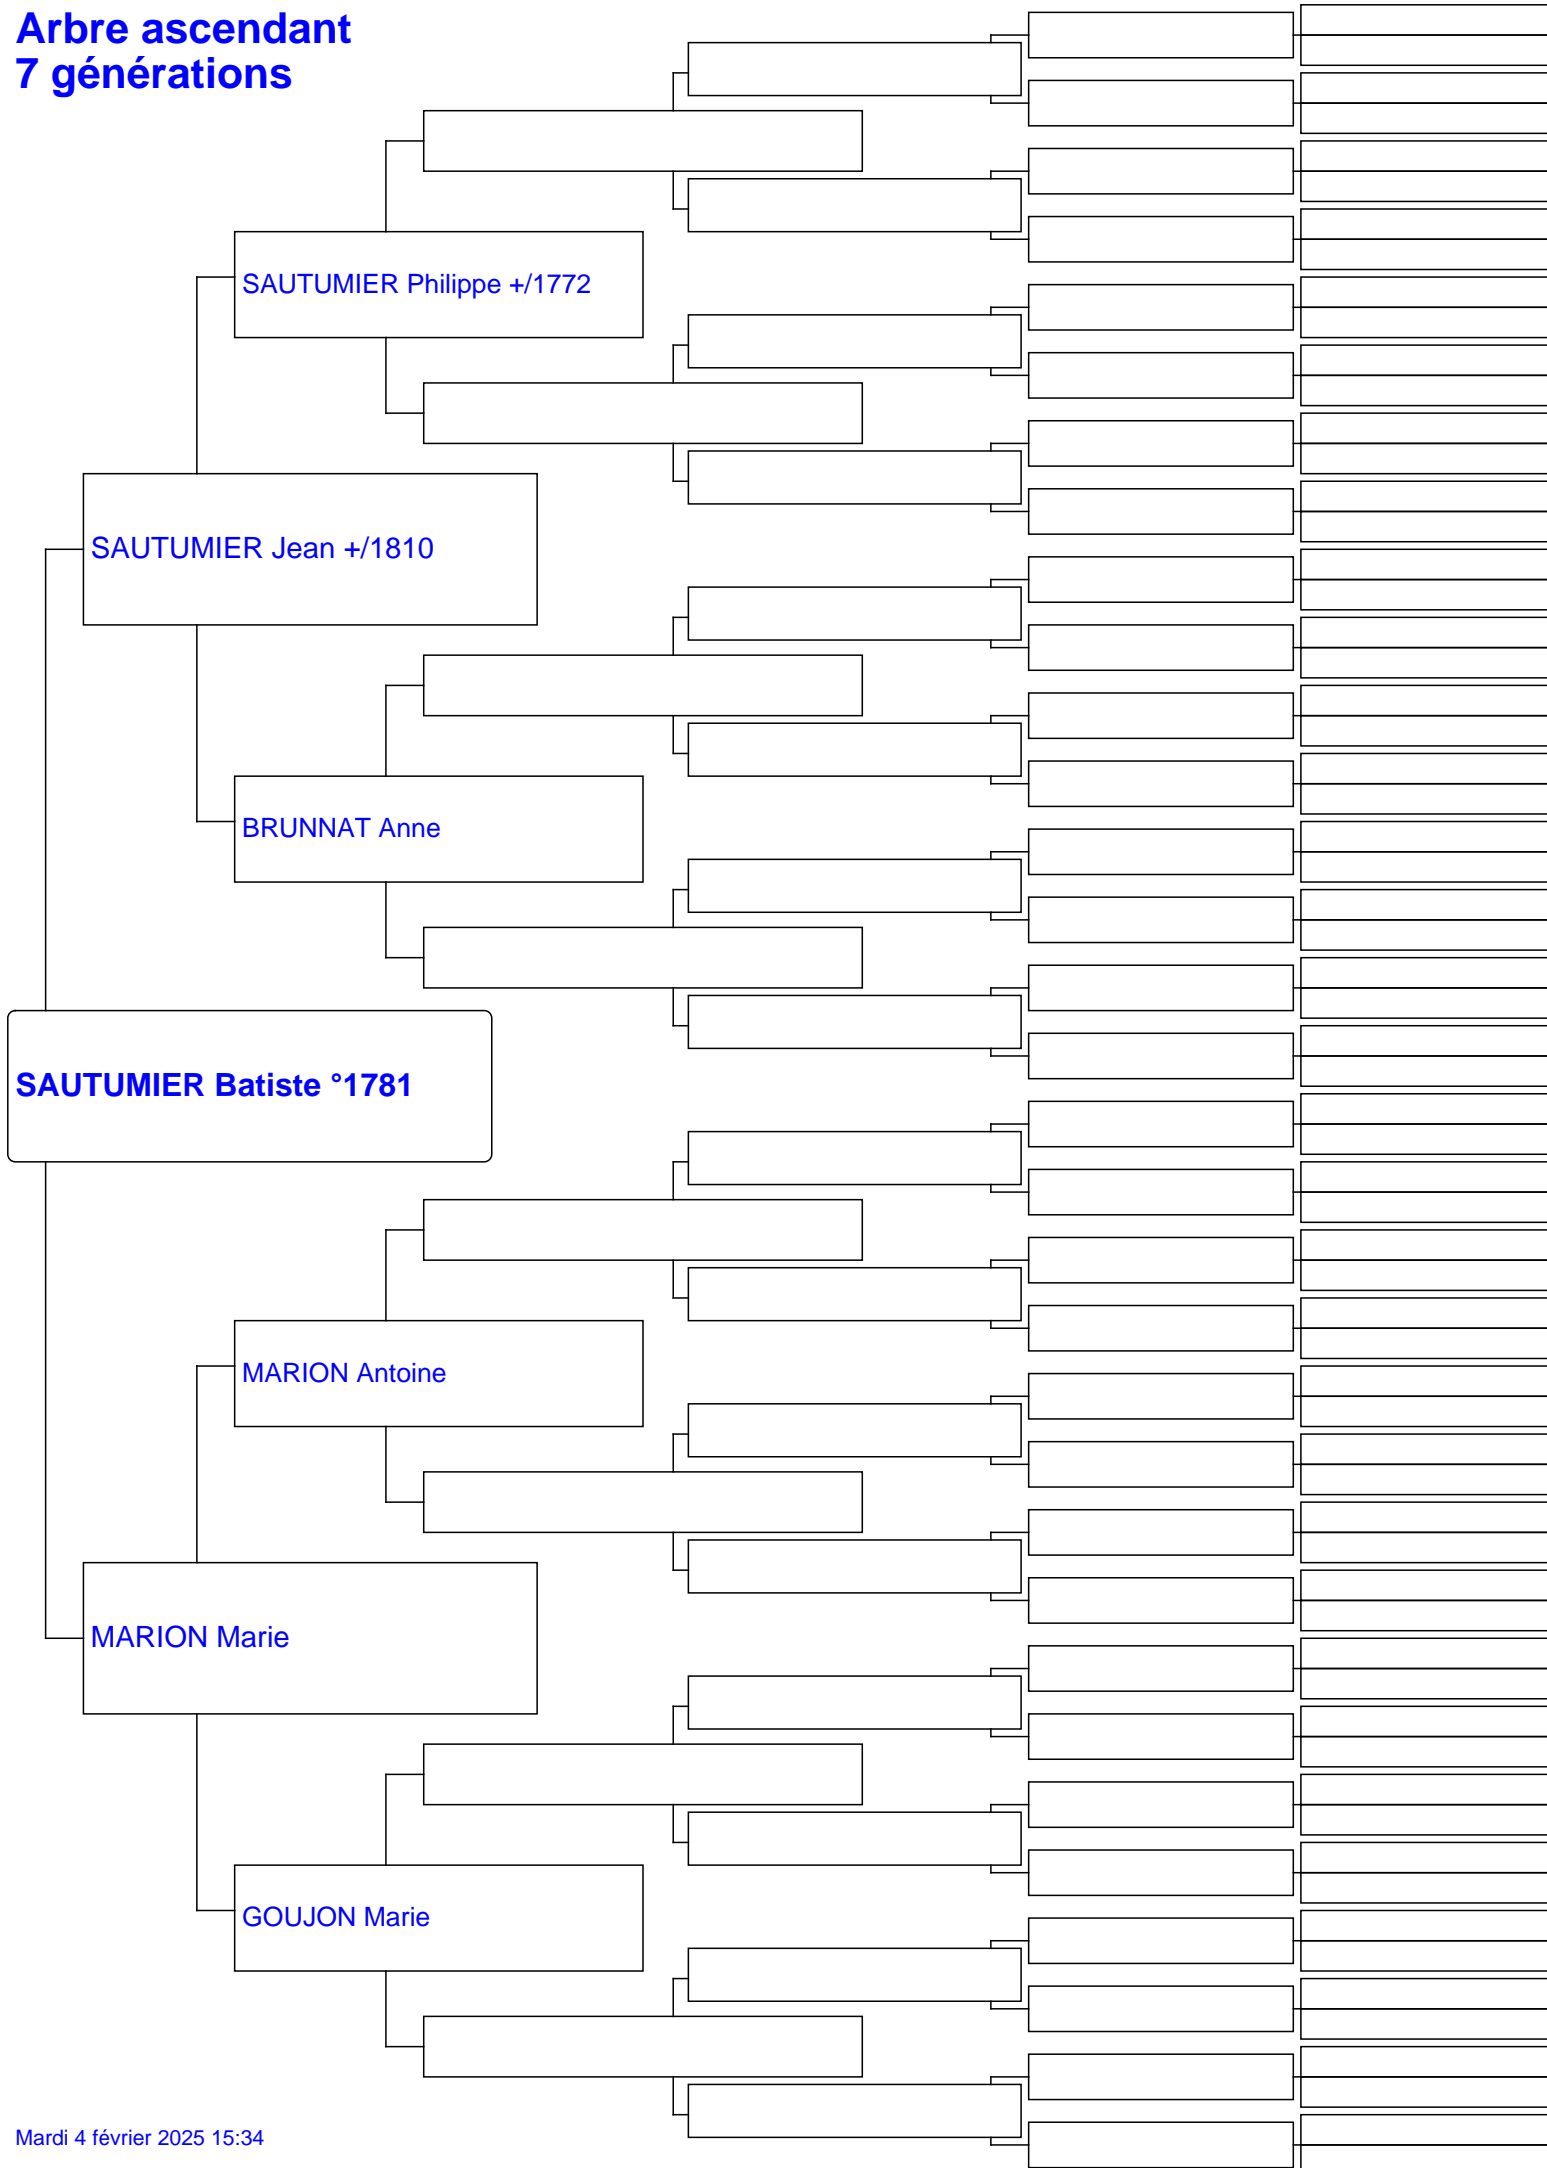 Arbre ascendant
7 générations
SAUTUMIER Philippe +/1772
SAUTUMIER Jean +/1810
BRUNNAT Anne
SAUTUMIER Batiste °1781
MARION Antoine
MARION Marie
GOUJON Marie
Mardi 4 février 2025 15:34